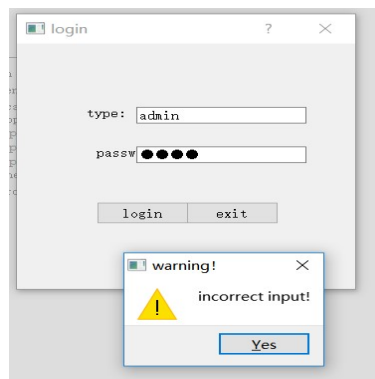 login
?
type: admin
passw
login exit
warning!
incorrect input!
Yes